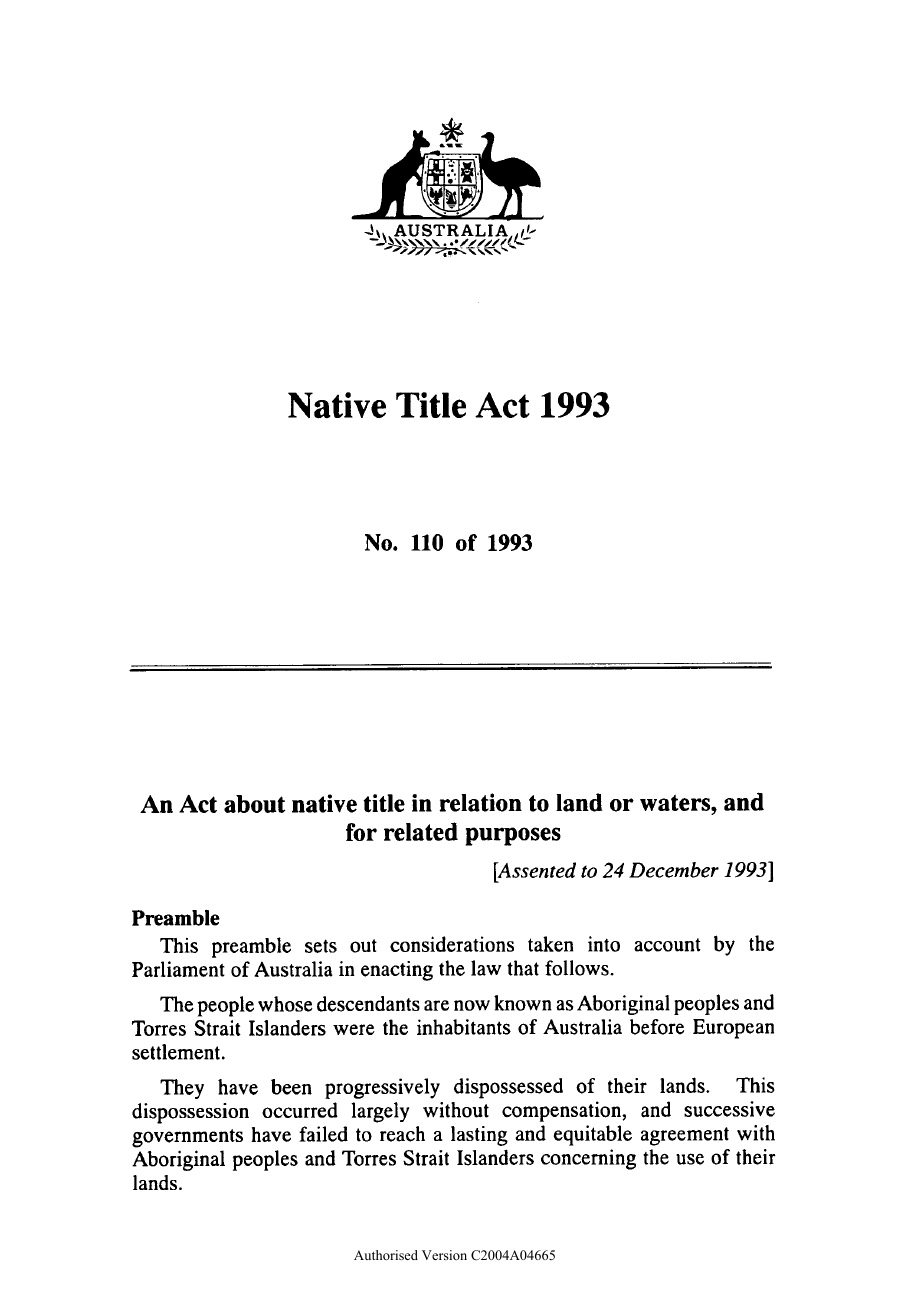 AUSTRALIA
Native Title Act 1993
No. 110 of 1993
An Act about native title in relation to land or waters, and
for related purposes
[Assented to 24 December 1993]
Preamble
This preamble sets out considerations taken into account by the
Parliament of Australia in enacting the law that follows.
The people whose descendants are now known as Aboriginal peoples and
Torres Strait Islanders were the inhabitants of Australia before European
settlement.
They have been progressively dispossessed of their lands. This
dispossession occurred largely without compensation, and successive
governments have failed to reach a lasting and equitable agreement with
Aboriginal peoples and Torres Strait Islanders concerning the use of their
lands.
Authorised Version C2004A04665